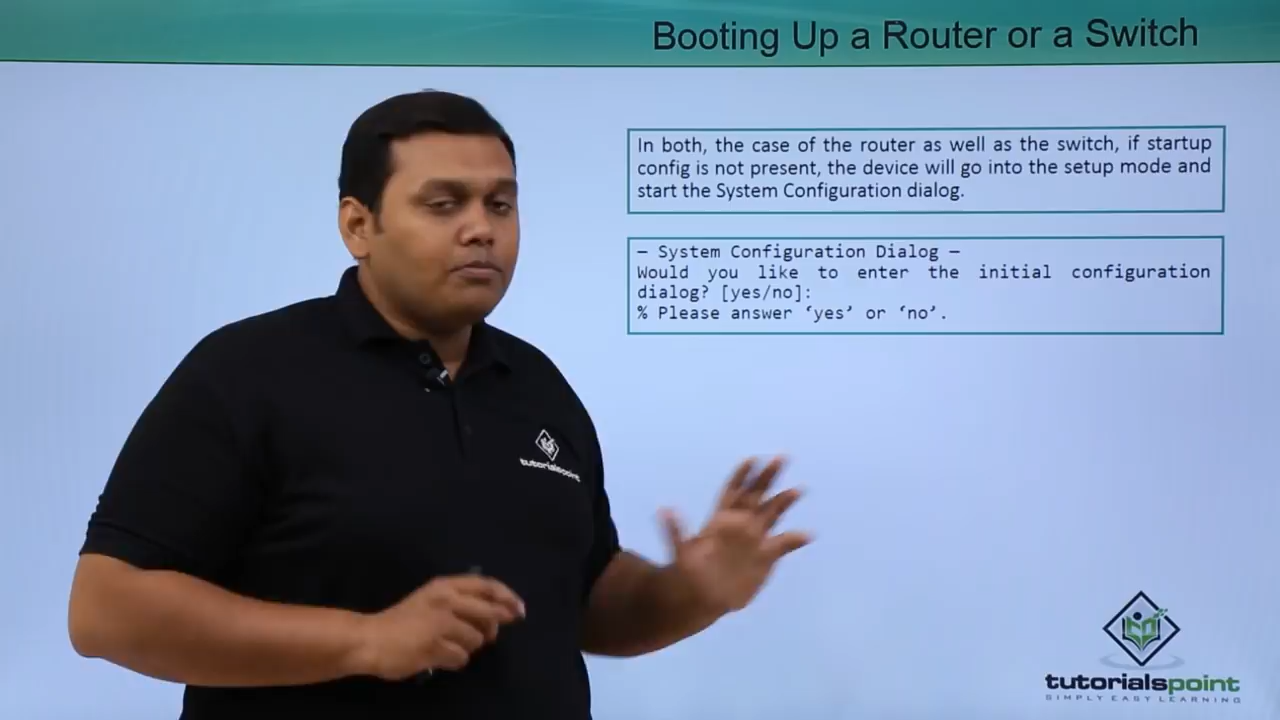 Booting Up a Router or a Switch
In both, the case of the router as well as the switch, if startup
config is not present, the device will go into the setup mode and
start the System Configuration dialog.
— System Configuration Dialog —
Would you like to enter the initial configuration
dialog? [yes/no]:
% Please answer ‘yes’ or ‘no’.
tutorialspoint
tutorialspoint
SIMPLY EASY LEARNING